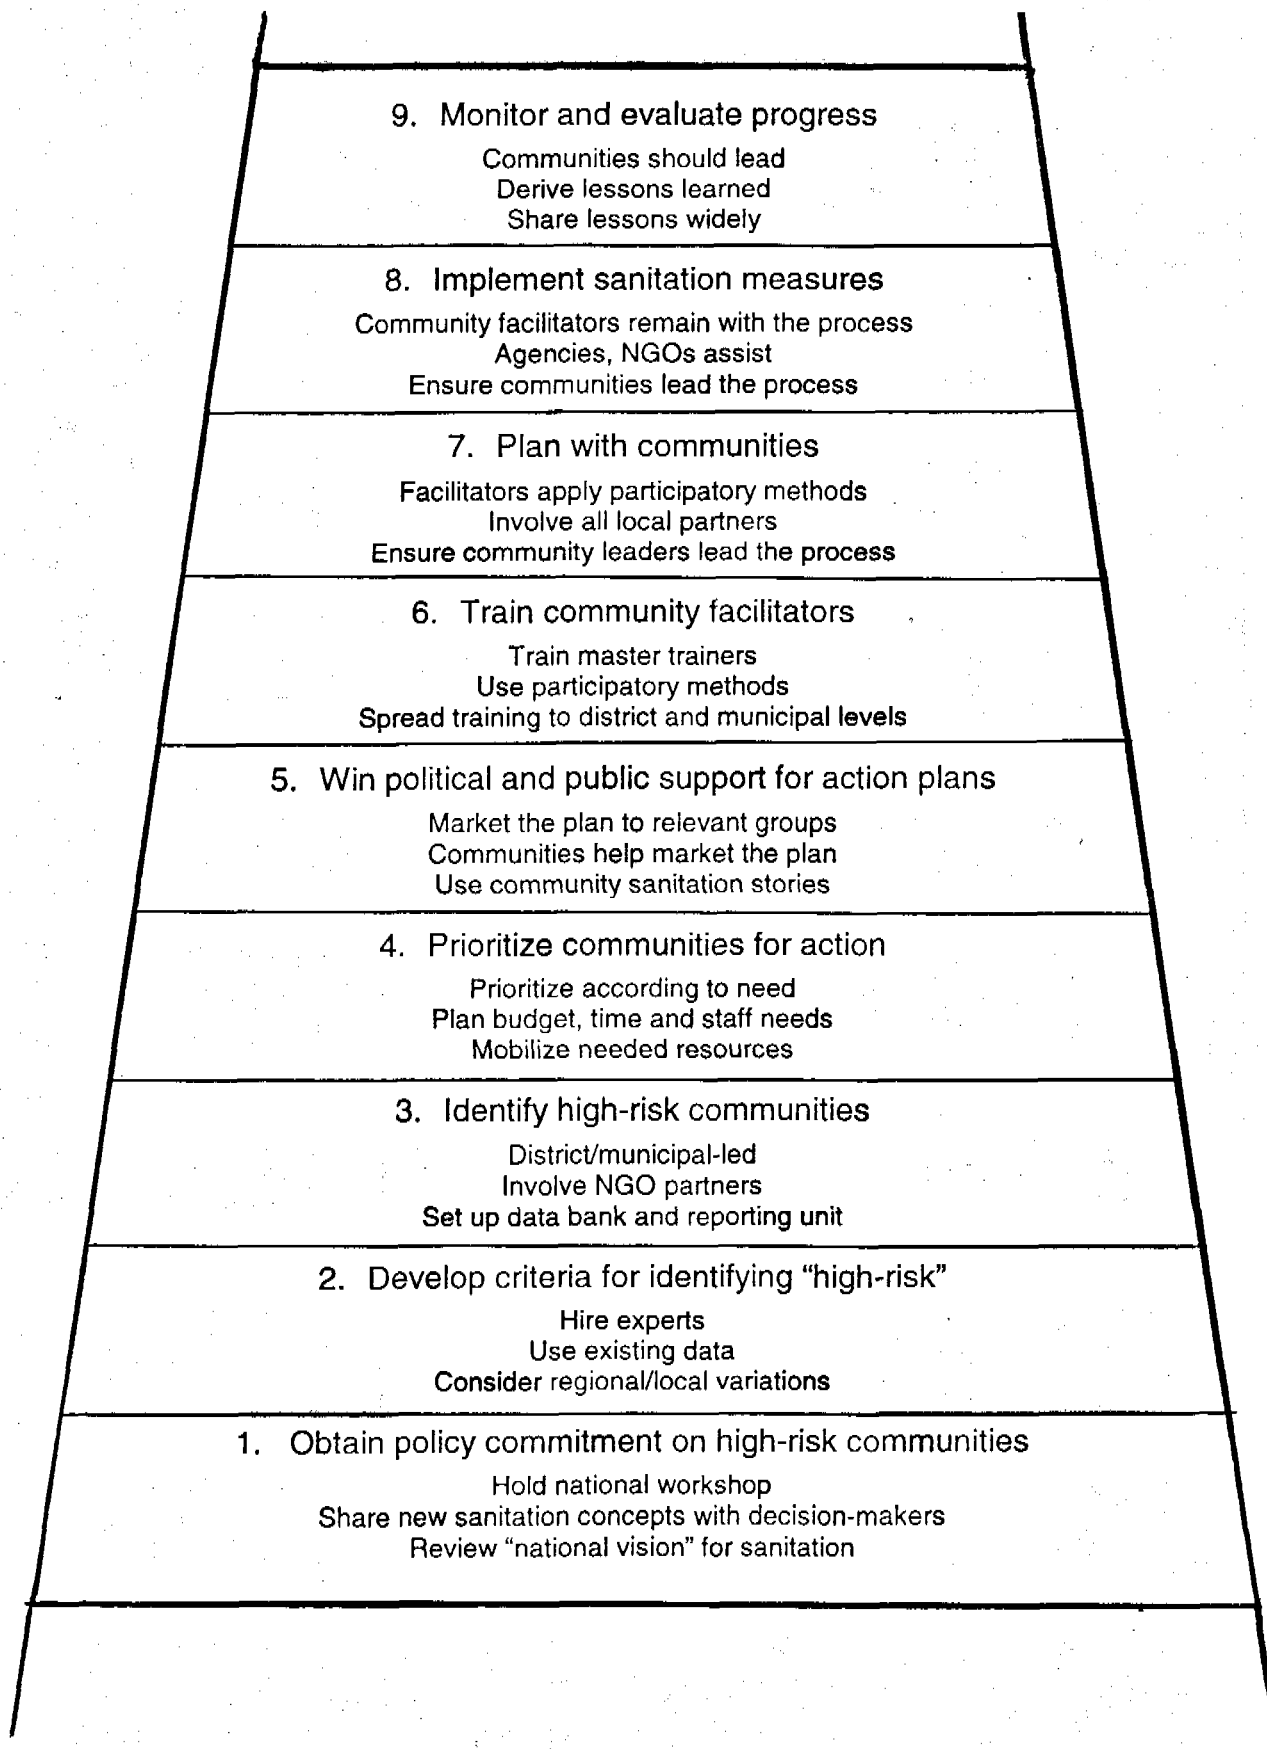 9. Monitor and evaluate progress
Communities should lead
Derive lessons learned
Share lessons widely
8. Implement sanitation measures
Community facilitators remain with the process
Agencies, NGOs assist
Ensure communities lead the process
7. Plan with communities
Facilitators apply participatory methods
Involve all local partners
Ensure community leaders lead the process
6. Train community facilitators
Train master trainers
Use participatory methods
Spread training to district and municipal levels
5. Win political and public support for action plans
Market the plan to relevant groups
Communities help market the plan
Use community sanitation stories
4. Prioritize communities for action
Prioritize according to need
Plan budget, time and staff needs
Mobilize needed resources
3. Identify high-risk communities
District/municipal-led
Involve NGO partners
Set up data bank and reporting unit
2. Develop criteria for identifying “high-risk”
Hire experts
Use existing data
Consider regional/local variations
1. Obtain policy commitment on high-risk communities
Hold national workshop
Share new sanitation concepts with decision-makers
Review “national vision” for sanitation